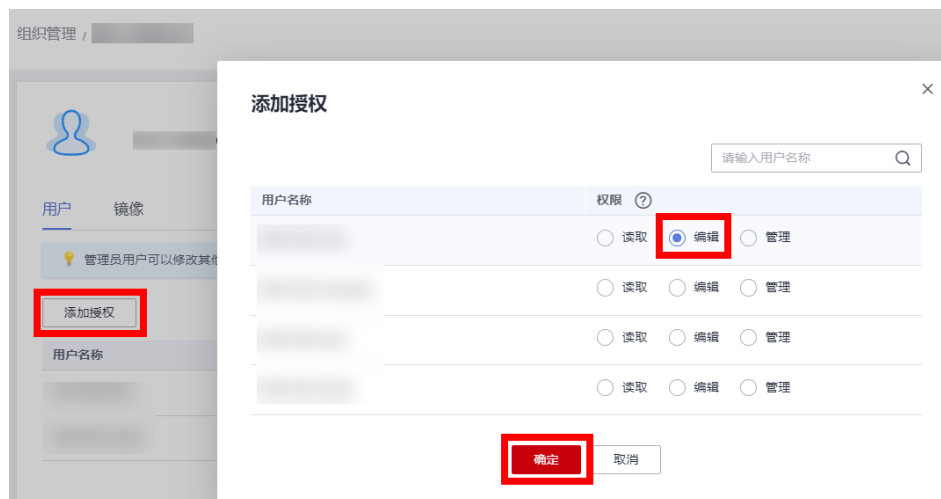 组织管理 /
添加授权
请输入用户名称
用户名称 权限 ?
读取 编辑 管理
读取 编辑 管理
读取 编辑 管理
读取 编辑 管理
确定 取消
用户 镜像
管理员用户可以修改其他
添加授权
用户名称